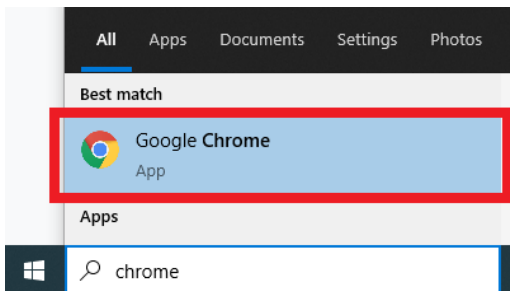 All Apps Documents Settings Photos
Best match
Google Chrome
App
Apps
chrome